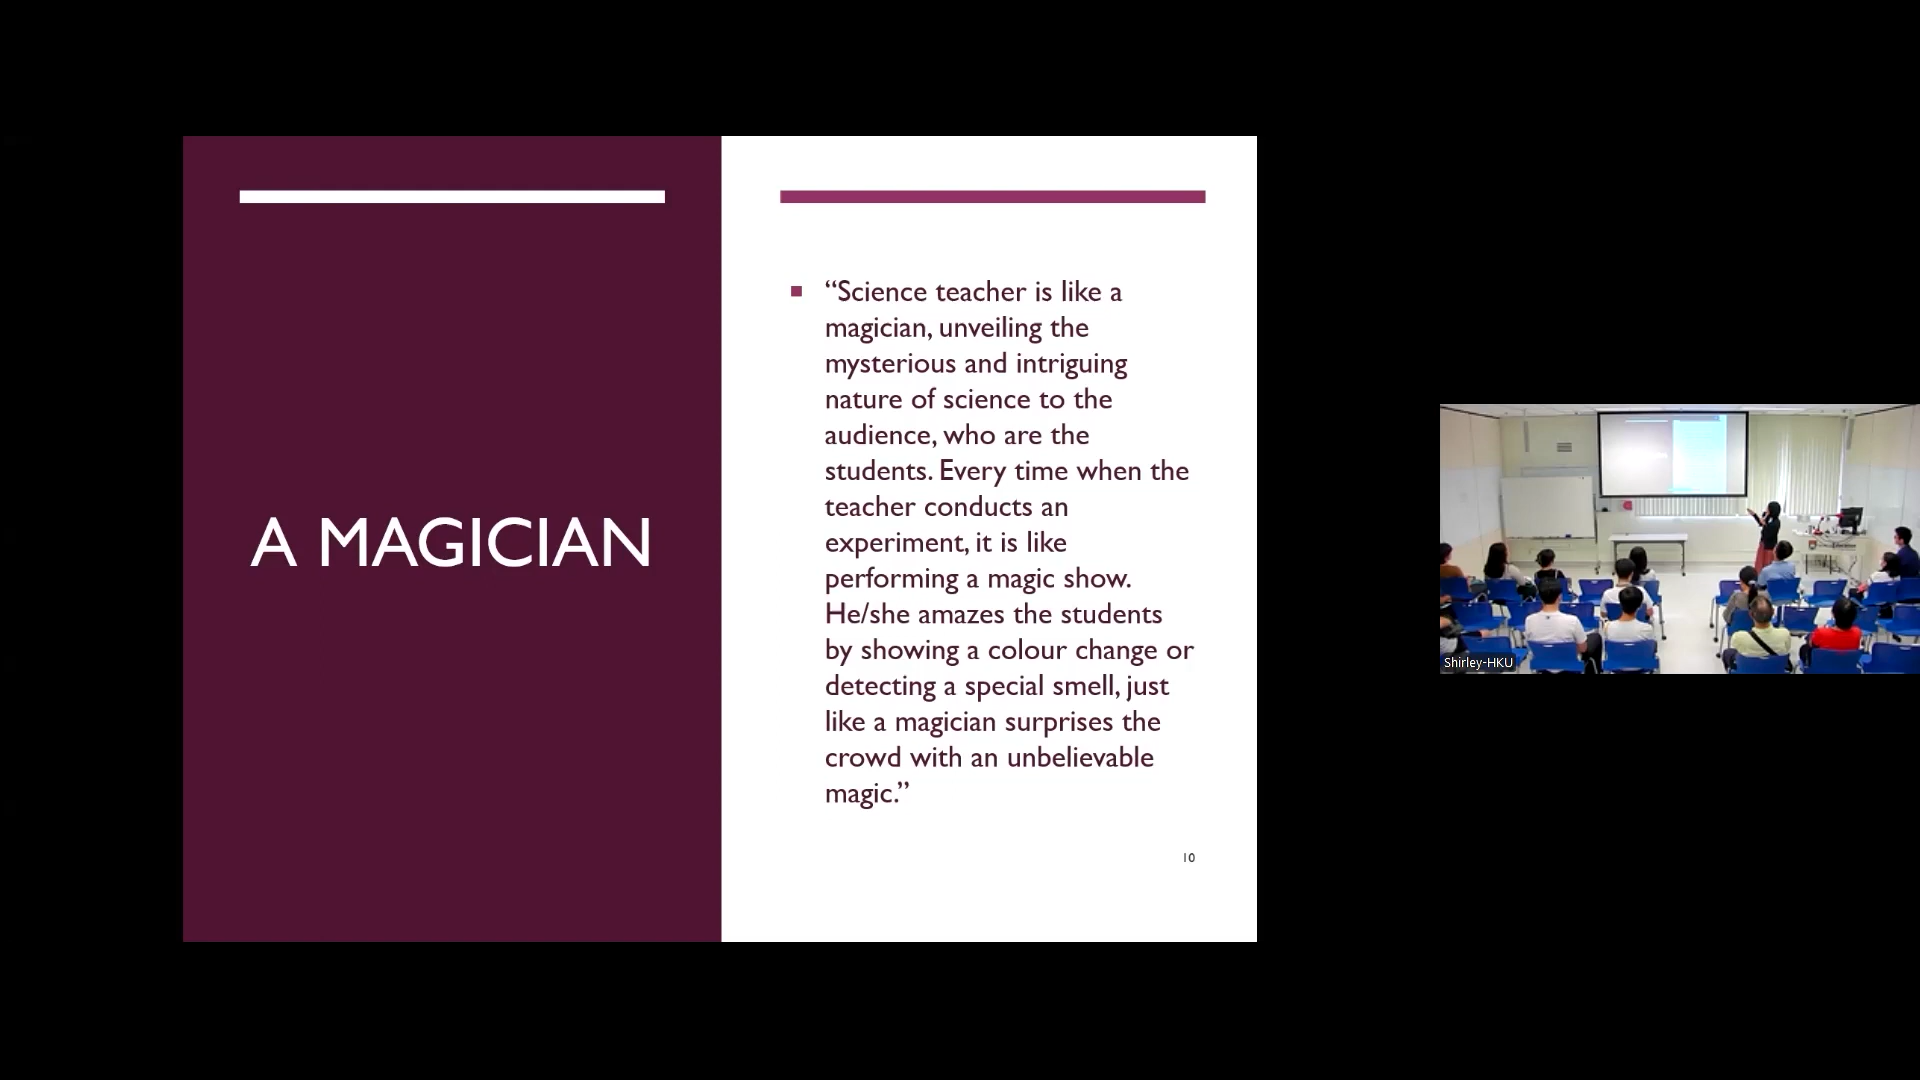 A MAGICIAN
“Science teacher is like a
magician, unveiling the
mysterious and intriguing
nature of science to the
audience, who are the
students. Every time when the
teacher conducts an
experiment, it is like
performing a magic show.
He/she amazes the students
by showing a colour change or
detecting a special smell, just
like a magician surprises the
crowd with an unbelievable
magic.”
10
Shirley-HKU